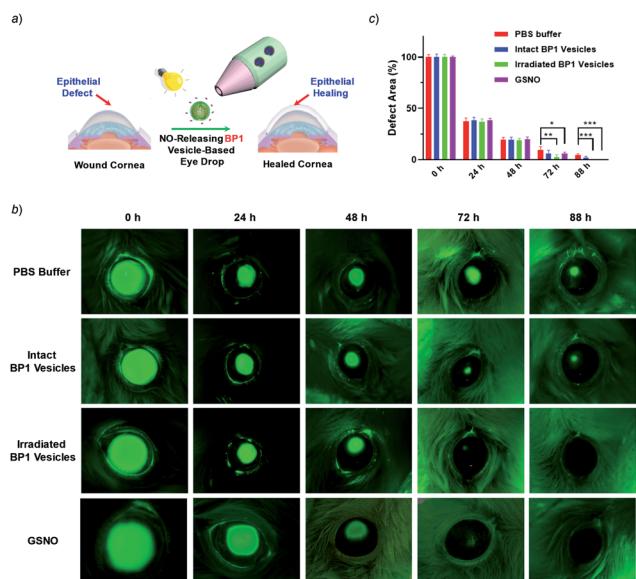 a)
Epithelial
Defect
Epithelial
Healing
Wound Cornea
NO-Releasing BP1
Vesicle-Based
Eye Drop
Healed Cornea
c)
Defect Area (%)
100
50
0
PBS buffer
Intact BP1 Vesicles
Irradiated BP1 Vesicles
GSNO
*
**
***
***
0 h
24 h
48 h
72 h
88 h
b)
0 h
24 h
48 h
72 h
88 h
PBS Buffer
Intact
BP1 Vesicles
Irradiated
BP1 Vesicles
GSNO